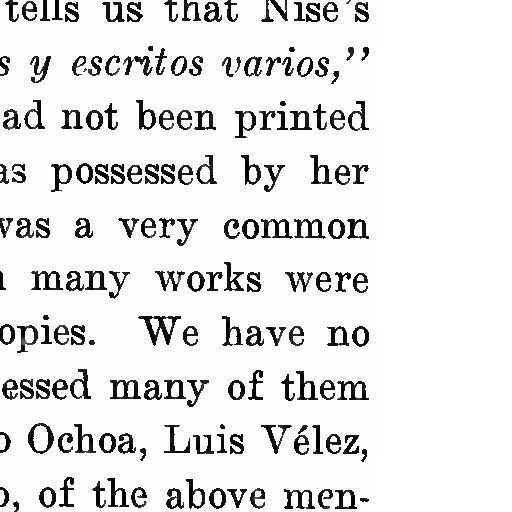 tells us that Nise's
s y escritos varios,”
ad not been printed
as possessed by her
was a very common
many works were
opies. We have no
essed many of them
o Ochoa, Luis Vélez,
o, of the above men-